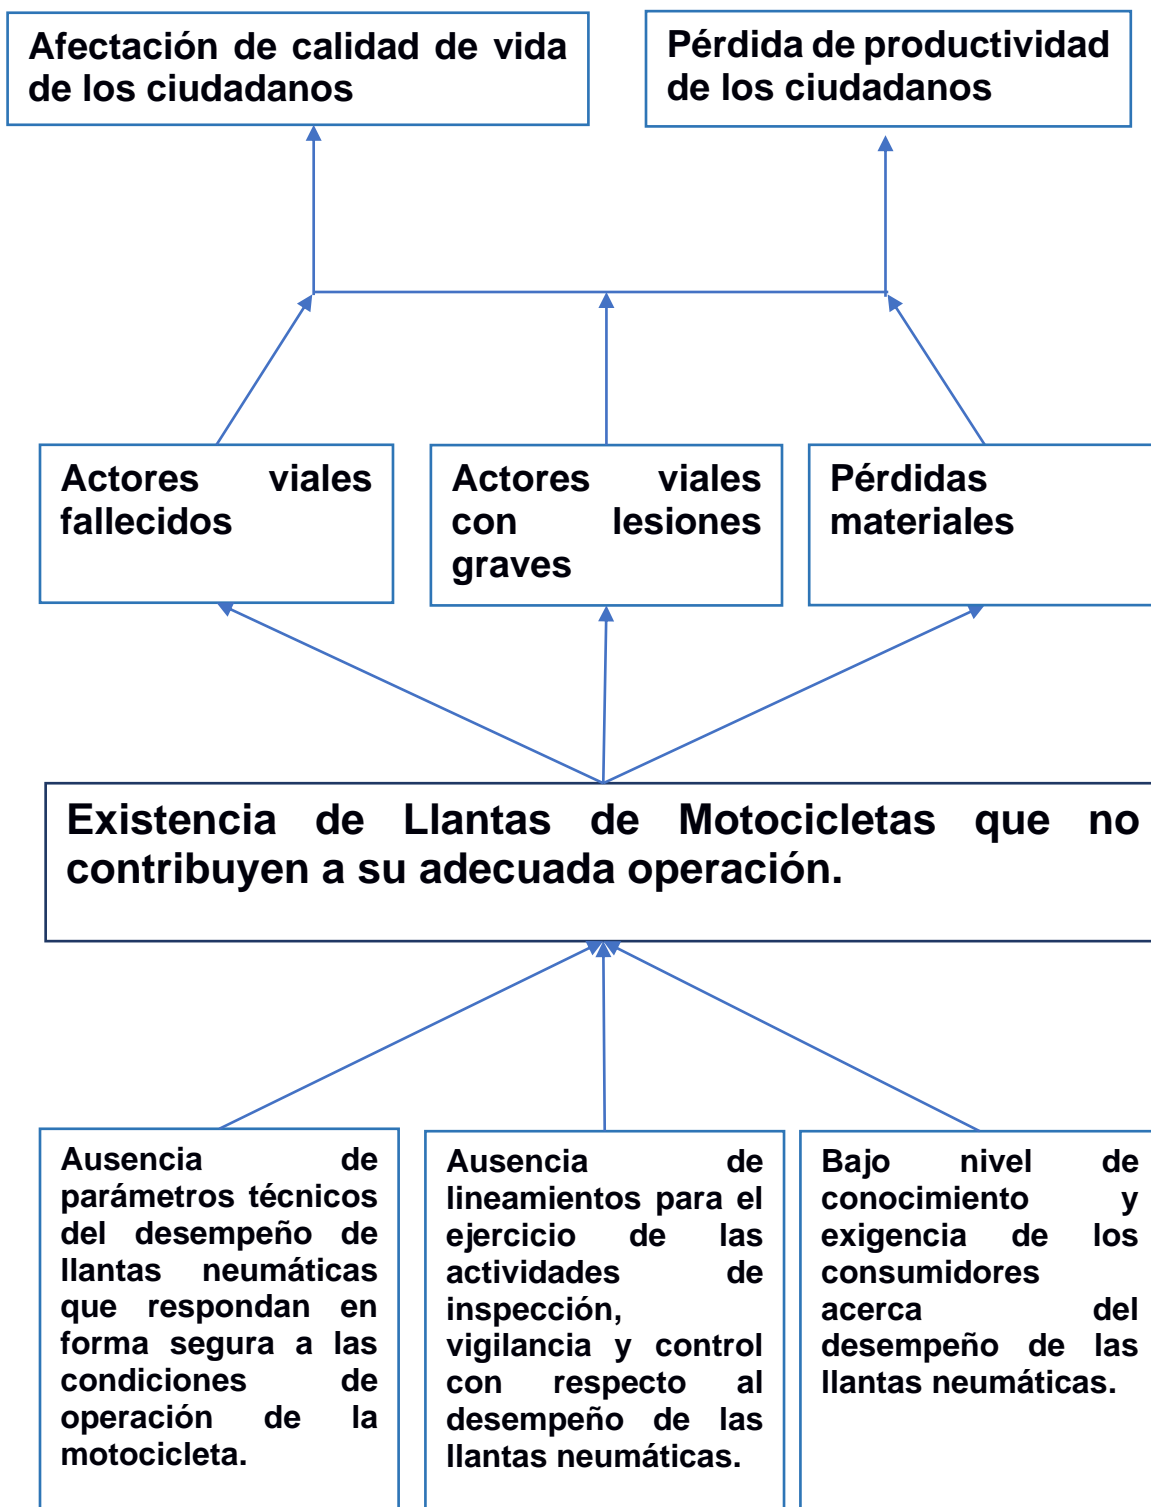 Afectación de calidad de vida
de los ciudadanos
Pérdida de productividad
de los ciudadanos
Actores viales
fallecidos
Actores viales
con lesiones
graves
Pérdidas
materiales
Existencia de Llantas de Motocicletas que no
contribuyen a su adecuada operación.
Ausencia de
parámetros técnicos
del desempeño de
llantas neumáticas
que respondan en
forma segura a las
condiciones de
operación de la
motocicleta.
Ausencia de
lineamientos para el
ejercicio de las
actividades de
inspección,
vigilancia y control
con respecto al
desempeño de las
llantas neumáticas.
Bajo nivel de
conocimiento y
exigencia de los
consumidores
acerca del
desempeño de las
llantas neumáticas.